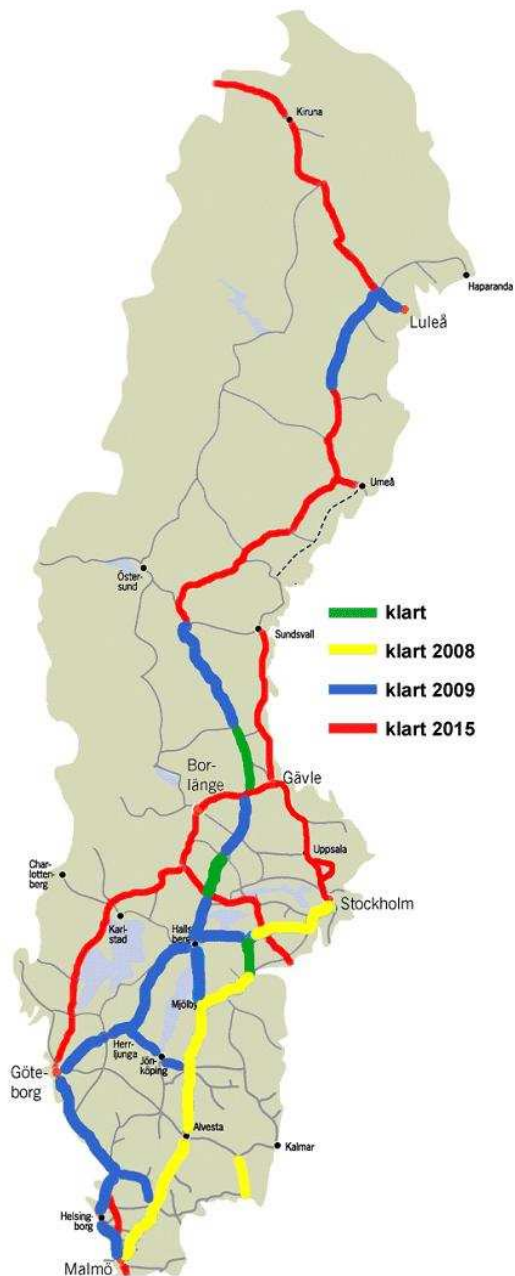 Kiruna
Haparanda
Luleå
Umeå
Öster-
sund
klart
Sundsvall
klart 2008
klart 2009
klart 2015
Bor-
länge
Gävle
Uppsala
Char-
lotten-
berg
Stockholm
Karl-
stad
Halls
berg
Mjölby
Herr-
ljunga
Jön-
köping
Göte-
borg
Alvesta
Kalmar
Helsing-
borg
Malmö